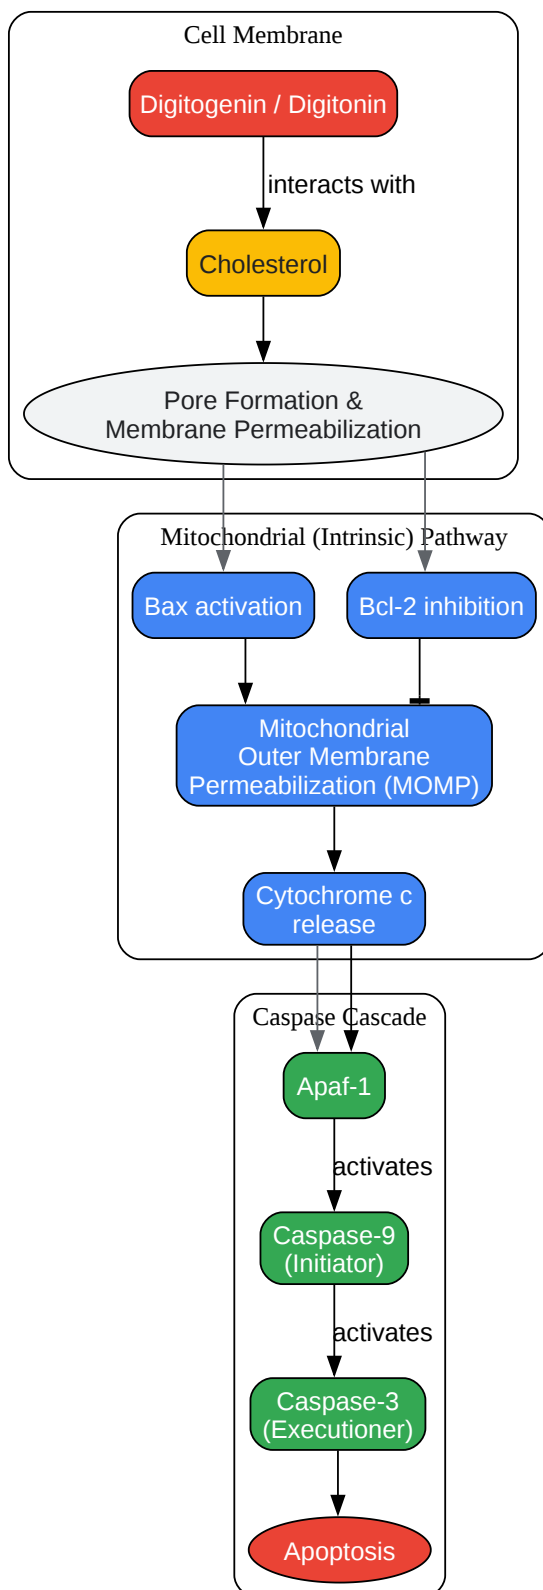 Cell Membrane
Digitogenin / Digitonin
interacts with
Cholesterol
Pore Formation &
Membrane Permeabilization
Mitochondrial (Intrinsic) Pathway
Bax activation
Bcl-2 inhibition
Mitochondrial
Outer Membrane
Permeabilization (MOMP)
Cytochrome c
release
Caspase Cascade
Apaf-1
activates
Caspase-9
(Initiator)
activates
Caspase-3
(Executioner)
Apoptosis